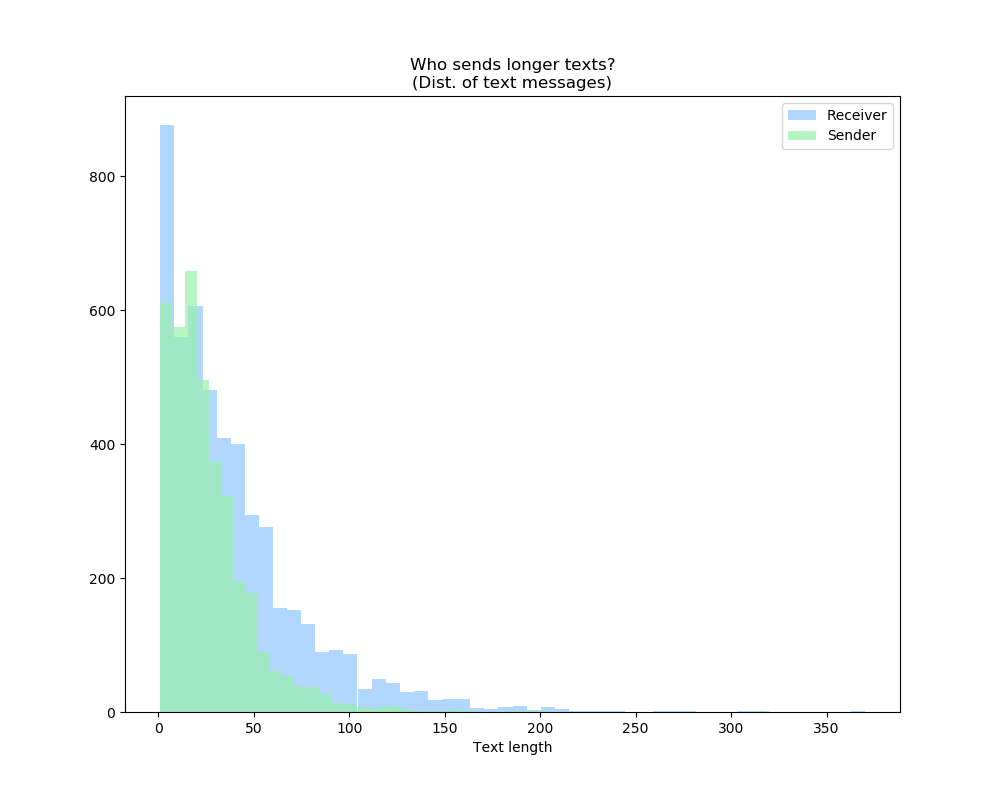 Who sends longer texts?
(Dist. of text messages)
Receiver
Sender
800
600
400
200
0
0 50 100 150 200 250 300 350
Text length